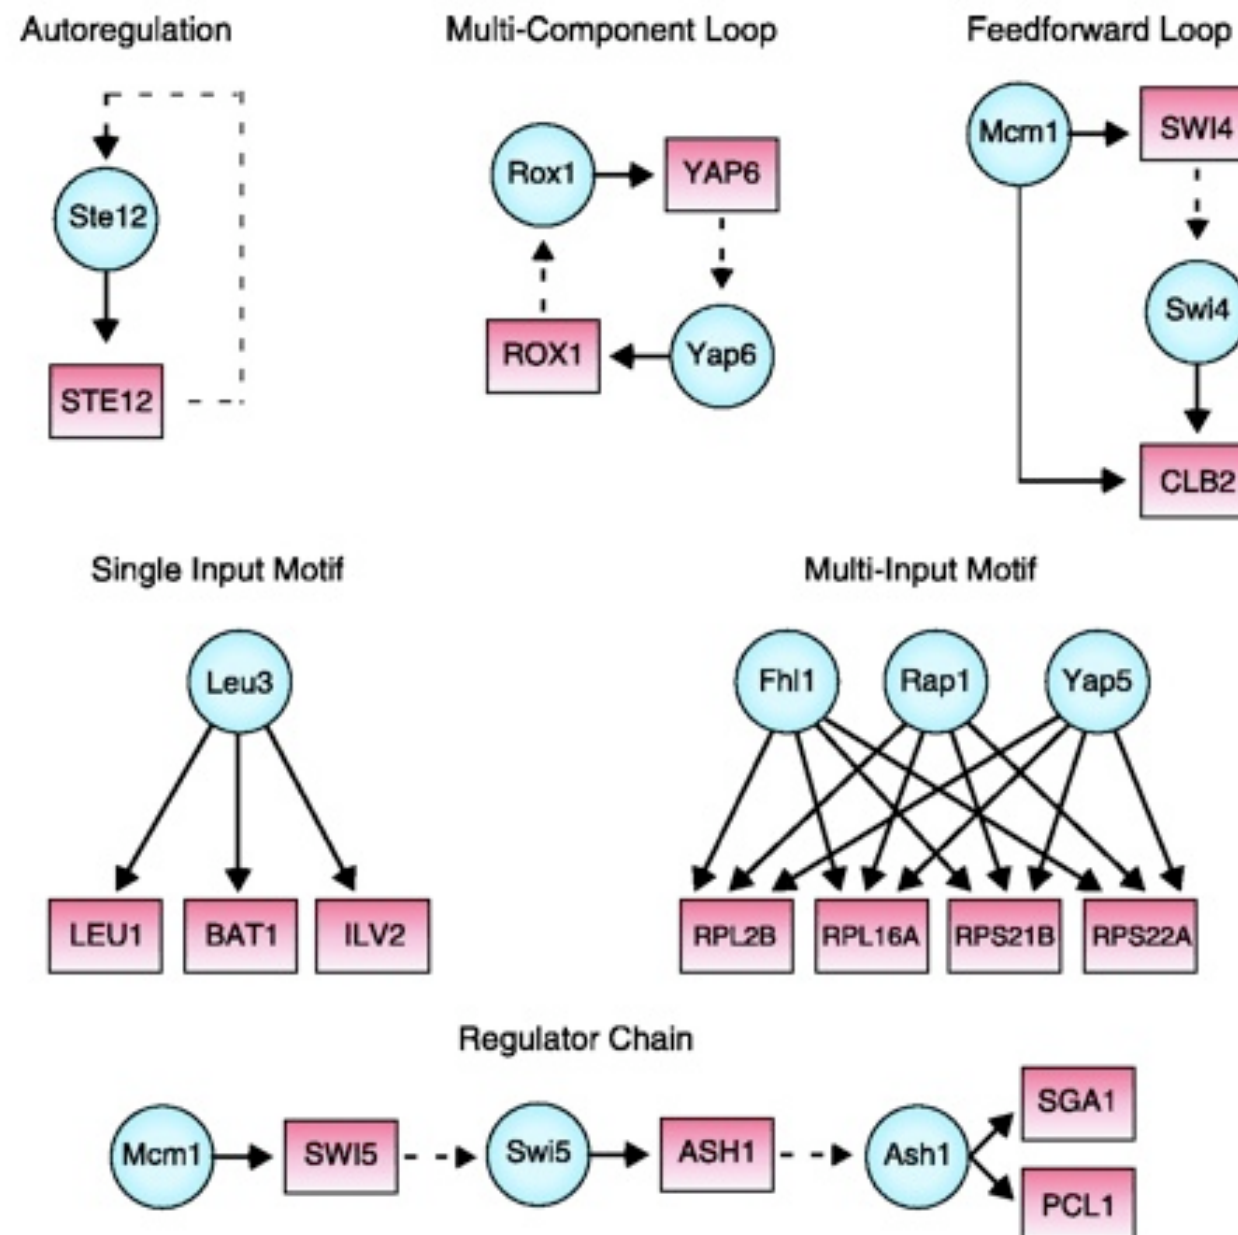 Autoregulation
Multi-Component Loop
Feedforward Loop
Ste12
STE12
Rox1
YAP6
ROX1
Yap6
Mcm1
SWI4
Swi4
CLB2
Single Input Motif
Leu3
LEU1
BAT1
ILV2
Multi-Input Motif
Fhl1
Rap1
Yap5
RPL2B
RPL16A
RPS21B
RPS22A
Regulator Chain
Mcm1
SWI5
Swi5
ASH1
Ash1
SGA1
PCL1